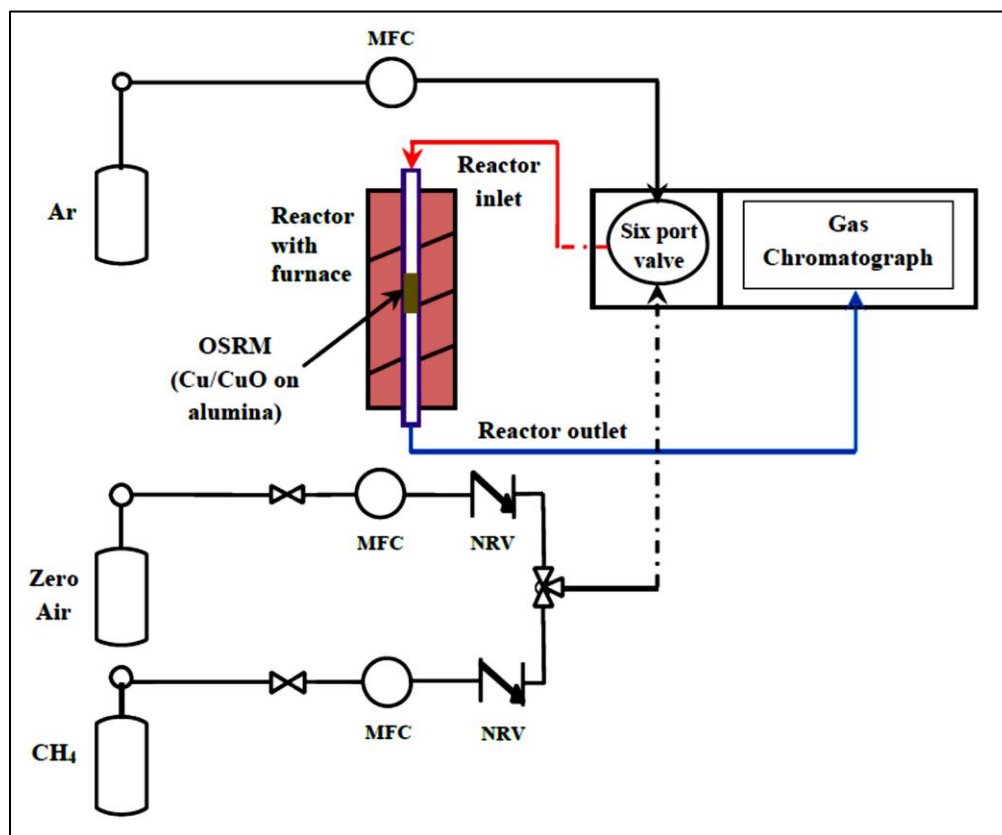 MFC
Ar
Reactor
inlet
Reactor
with
furnace
Six port
valve
Gas
Chromatograph
OSRM
(Cu/CuO on
alumina)
Reactor outlet
MFC
NRV
Zero
Air
MFC
NRV
CH₄